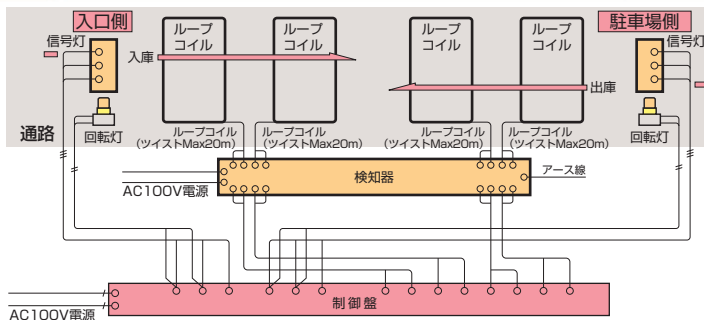 入口側
ループ
コイル
ループ
コイル
ループ
コイル
ループ
コイル
駐車場側
信号灯
信号灯
入庫
出庫
通路
回転灯
回転灯
ループコイル
(ツイストMax20m)
ループコイル
(ツイストMax20m)
ループコイル
(ツイストMax20m)
ループコイル
(ツイストMax20m)
検知器
アース線
AC100V電源
制御盤
AC100V電源